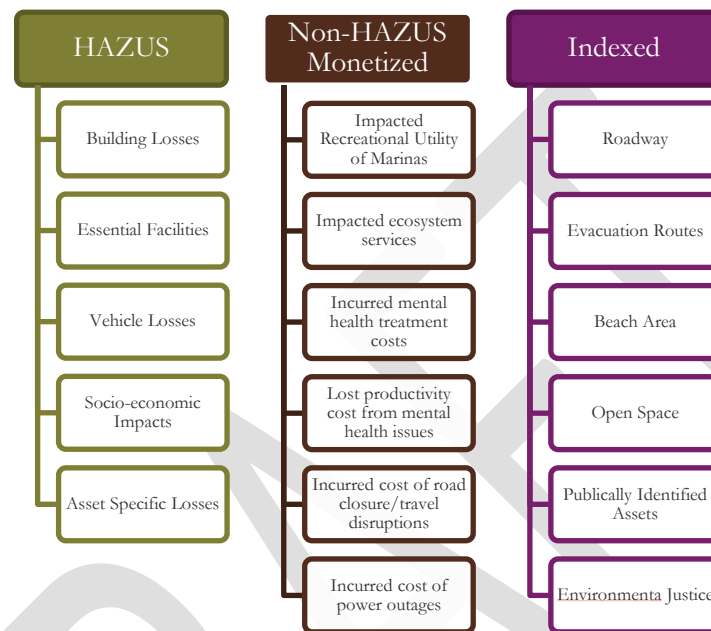 HAZUS
Building Losses
Essential Facilities
Vehicle Losses
Socio-economic
Impacts
Asset Specific Losses
Non-HAZUS
Monetized
Impacted
Recreational Utility
of Marinas
Impacted ecosystem
services
Incurred mental
health treatment
costs
Lost productivity
cost from mental
health issues
Incurred cost of road
closure/travel
disruptions
Incurred cost of
power outages
Indexed
Roadway
Evacuation Routes
Beach Area
Open Space
Publically Identified
Assets
Environmenta Justice